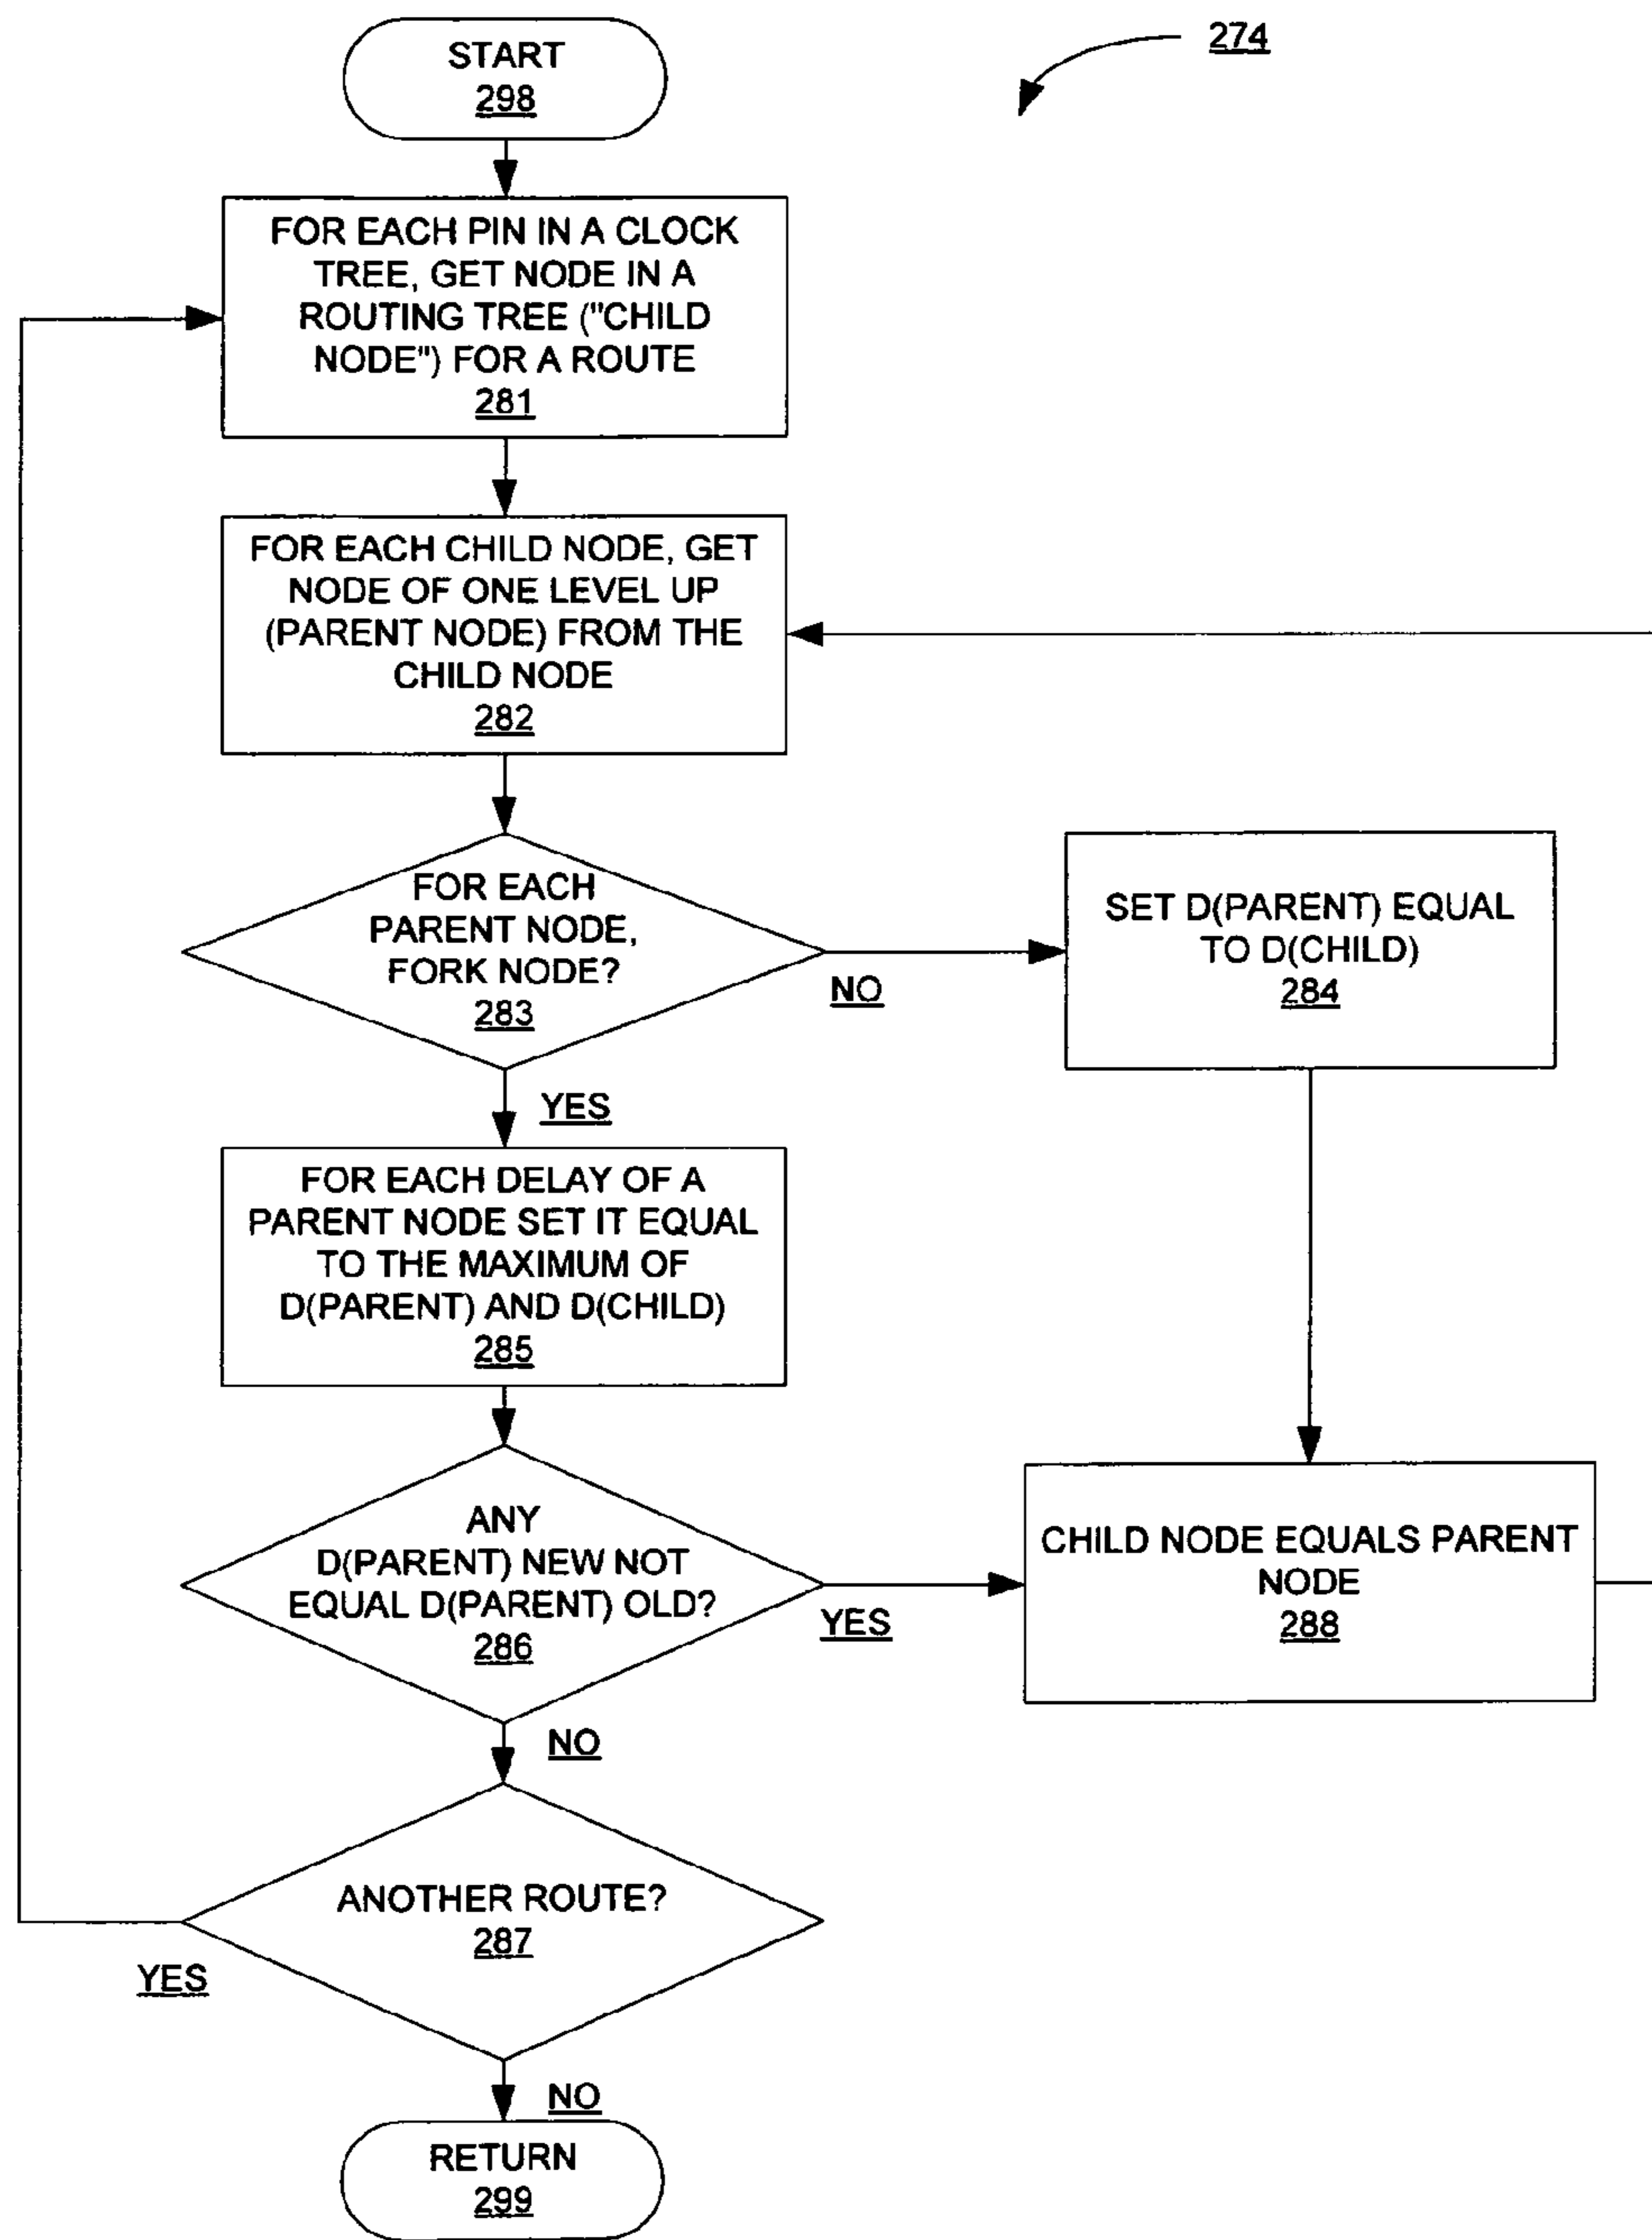 START
298
274
FOR EACH PIN IN A CLOCK
TREE, GET NODE IN A
ROUTING TREE ("CHILD
NODE") FOR A ROUTE
281
FOR EACH CHILD NODE, GET
NODE OF ONE LEVEL UP
(PARENT NODE) FROM THE
CHILD NODE
282
FOR EACH
PARENT NODE,
FORK NODE?
283
NO
SET D(PARENT) EQUAL
TO D(CHILD)
284
YES
FOR EACH DELAY OF A
PARENT NODE SET IT EQUAL
TO THE MAXIMUM OF
D(PARENT) AND D(CHILD)
285
ANY
D(PARENT) NEW NOT
EQUAL D(PARENT) OLD?
286
YES
CHILD NODE EQUALS PARENT
NODE
288
NO
ANOTHER ROUTE?
287
YES
NO
RETURN
299